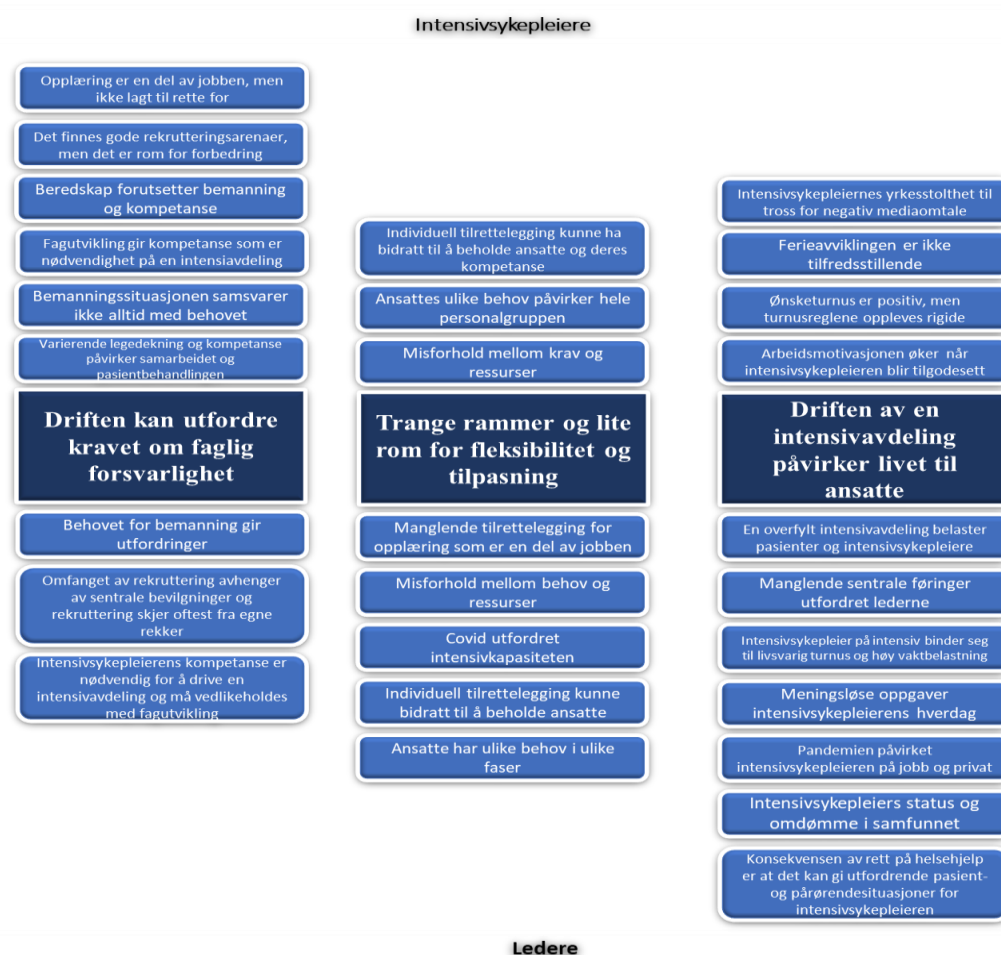 Intensivsykepleiere
Opplæring er en del av jobben, men
ikke lagt til rette for
Det finnes gode rekrutteringsarenaer,
men det er rom for forbedring
Beredskap forutsetter bemanning
og kompetanse
Fagutvikling gir kompetanse som er
nødvendighet på en intensiavdeling
Bemanningssituasjonen samsvarer
ikke alltid med behovet
Varierende legedekning og kompetanse
påvirker samarbeidet og
pasientbehandlingen
Driften kan utfordre
kravet om faglig
forsvarlighet
Behovet for bemanning gir
utfordringer
Omfanget av rekruttering avhenger
av sentrale bevilgninger og
rekruttering skjer oftest fra egne
rekker
Intensivsykepleierens kompetanse er
nødvendig for å drive en
intensivavdeling og må vedlikeholdes
med fagutvikling
Individuell tilrettelegging kunne ha
bidratt til å beholde ansatte og deres
kompetanse
Ansattes ulike behov påvirker hele
personalgruppen
Misforhold mellom krav og
ressurser
Trange rammer og lite
rom for fleksibilitet og
tilpasning
Manglende tilrettelegging for
opplæring som er en del av jobben
Misforhold mellom behov og
ressurser
Covid utfordret
intensivkapasiteten
Individuell tilrettelegging kunne
bidratt til å beholde ansatte
Ansatte har ulike behov i ulike
faser
Intensivsykepleiernes yrkesstolthet til
tross for negativ mediaomtale
Ferieavviklingen er ikke
tilfredsstillende
Ønsketurnus er positiv, men
turnusreglene oppleves rigide
Arbeidsmotivasjonen øker når
intensivsykepleieren blir tilgodesett
Driften av en
intensivavdeling
påvirker livet til
ansatte
En overfylt intensivavdeling belaster
pasienter og intensivsykepleiere
Manglende sentrale føringer
utfordret lederne
Intensivsykepleier på intensiv binder seg
til livsvarig turnus og høy vaktbelastning
Meningsløse oppgaver
intensivsykepleierens hverdag
Pandemien påvirket
intensivsykepleieren på jobb og privat
Intensivsykepleiers status og
omdømme i samfunnet
Konsekvensen av rett på helsehjelp
er at det kan gi utfordrende pasient-
og pårørendesituasjoner for
intensivsykepleieren
Ledere